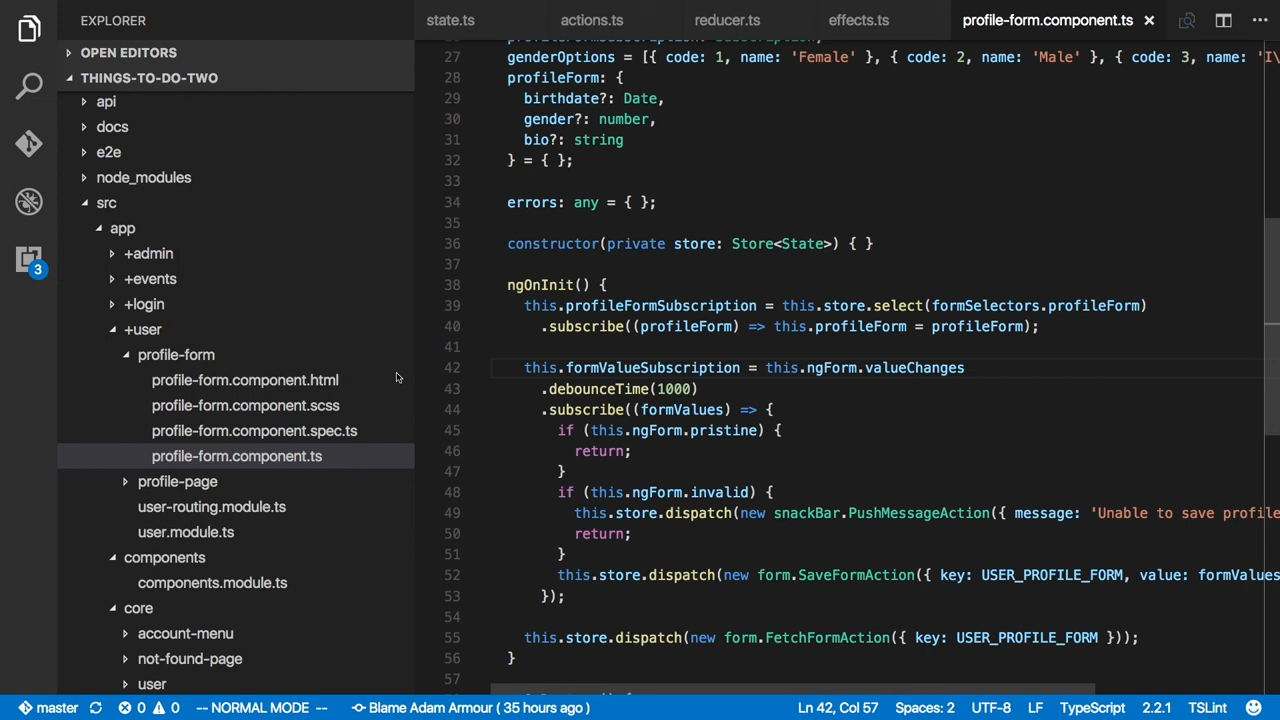 EXPLORER
OPEN EDITORS
THINGS-TO-DO-TWO
api
docs
e2e
node_modules
src
app
+admin
+events
+login
+user
profile-form
profile-form.component.html
profile-form.component.scss
profile-form.component.spec.ts
profile-form.component.ts
profile-page
user-routing.module.ts
user.module.ts
components
components.module.ts
core
account-menu
not-found-page
user
3
state.ts actions.ts reducer.ts effects.ts profile-form.component.ts
27 genderOptions = [{ code: 1, name: 'Female' }, { code: 2, name: 'Male' }, { code: 3, name:
28 profileForm: {
29 birthdate?: Date,
30 gender?: number,
31 bio?: string
32 } = { };
33
34 errors: any = { };
35
36 constructor(private store: Store<State>) { }
37
38 ngOnInit() {
39 this.profileFormSubscription = this.store.select(formSelectors.profileForm)
40 .subscribe((profileForm) => this.profileForm = profileForm);
41
42 this.formValueSubscription = this.ngForm.valueChanges
43 .debounceTime(1000)
44 .subscribe((formValues) => {
45 if (this.ngForm.pristine) {
46 return;
47 }
48 if (this.ngForm.invalid) {
49 this.store.dispatch(new snackBar.PushMessageAction({ message: 'Unable to save profile
50 return;
51 }
52 this.store.dispatch(new form.SaveFormAction({ key: USER_PROFILE_FORM, value: formValues
53 });
54
55 this.store.dispatch(new form.FetchFormAction({ key: USER_PROFILE_FORM }));
56 }
57
master 0 0 -- NORMAL MODE -- Blame Adam Armour ( 35 hours ago ) Ln 42, Col 57 Spaces: 2 UTF-8 LF TypeScript 2.2.1 TSLint